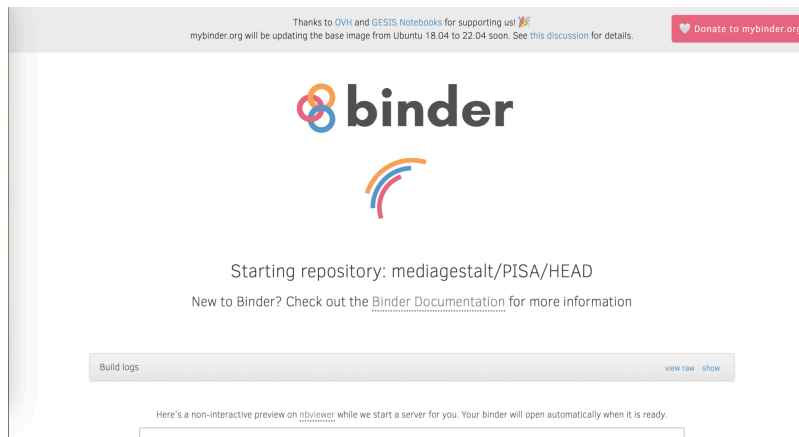 Thanks to OVH and GESIS Notebooks for supporting us! 🎉
mybinder.org will be updating the base image from Ubuntu 18.04 to 22.04 soon. See this discussion for details.
Donate to mybinder.org
binder
Starting repository: mediagestalt/PISA/HEAD
New to Binder? Check out the Binder Documentation for more information
Build logs view raw show
Here's a non-interactive preview on nbviewer while we start a server for you. Your binder will open automatically when it is ready.